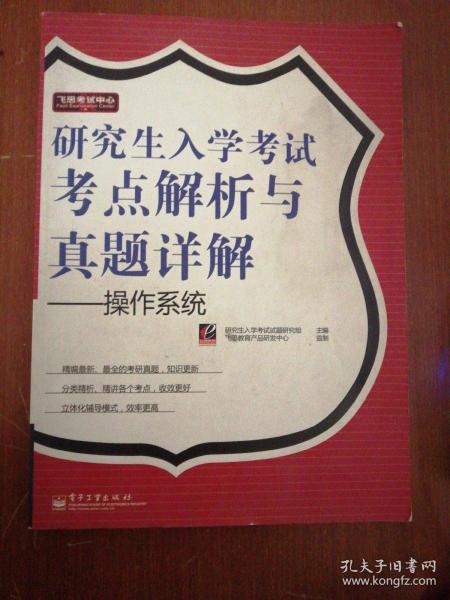 飞思考试中心
Fecit Examination Center
研究生入学考试
考点解析与
真题详解
——操作系统
研究生入学考试试题研究组 主编
飞思教育产品研发中心 监制
精编最新、最全的考研真题，知识更新
分类精析、精讲各个考点，收效更好
立体化辅导模式，效率更高
电子工业出版社
PUBLISHING HOUSE OF ELECTRONICS INDUSTRY
孔夫子旧书网
www.kongfz.com